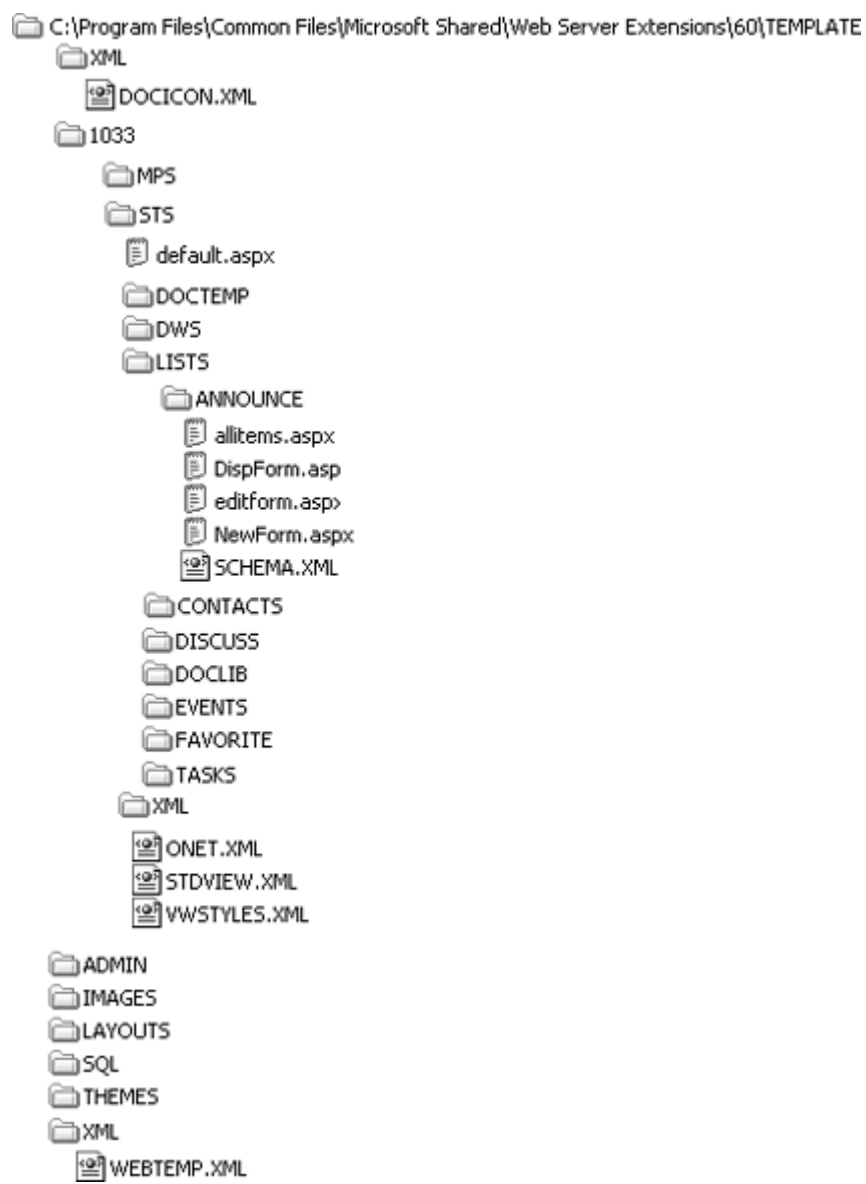 C:\Program Files\Common Files\Microsoft Shared\Web Server Extensions\60\TEMPLATE
XML
DOCICON.XML
1033
MPS
STS
default.aspx
DOCTEMP
DWS
LISTS
ANNOUNCE
allitems.aspx
DispForm.asp
editform.asp>
NewForm.aspx
SCHEMA.XML
CONTACTS
DISCUSS
DOCLIB
EVENTS
FAVORITE
TASKS
XML
ONET.XML
STDVIEW.XML
VWSTYLES.XML
ADMIN
IMAGES
LAYOUTS
SQL
THEMES
XML
WEBTEMP.XML